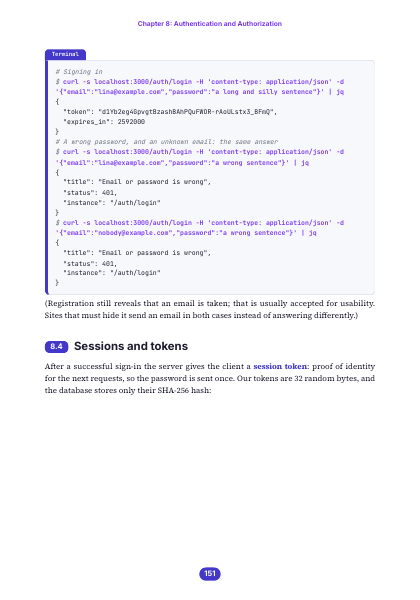 Chapter 8: Authentication and Authorization
Terminal
# Signing in
$ curl -s localhost:3000/auth/login -H 'content-type: application/json' -d
'{"email":"lina@example.com","password":"a long and silly sentence"}' | jq
{
  "token": "d1Yb2eg4GpvgtBzashBAhPQuFWOR-rAoULstx3_BFmQ",
  "expires_in": 2592000
}
# A wrong password, and an unknown email: the same answer
$ curl -s localhost:3000/auth/login -H 'content-type: application/json' -d
'{"email":"lina@example.com","password":"a wrong sentence"}' | jq
{
  "title": "Email or password is wrong",
  "status": 401,
  "instance": "/auth/login"
}
$ curl -s localhost:3000/auth/login -H 'content-type: application/json' -d
'{"email":"nobody@example.com","password":"a wrong sentence"}' | jq
{
  "title": "Email or password is wrong",
  "status": 401,
  "instance": "/auth/login"
}
(Registration still reveals that an email is taken; that is usually accepted for usability.
Sites that must hide it send an email in both cases instead of answering differently.)
8.4 Sessions and tokens
After a successful sign-in the server gives the client a session token: proof of identity
for the next requests, so the password is sent once. Our tokens are 32 random bytes, and
the database stores only their SHA-256 hash:
151